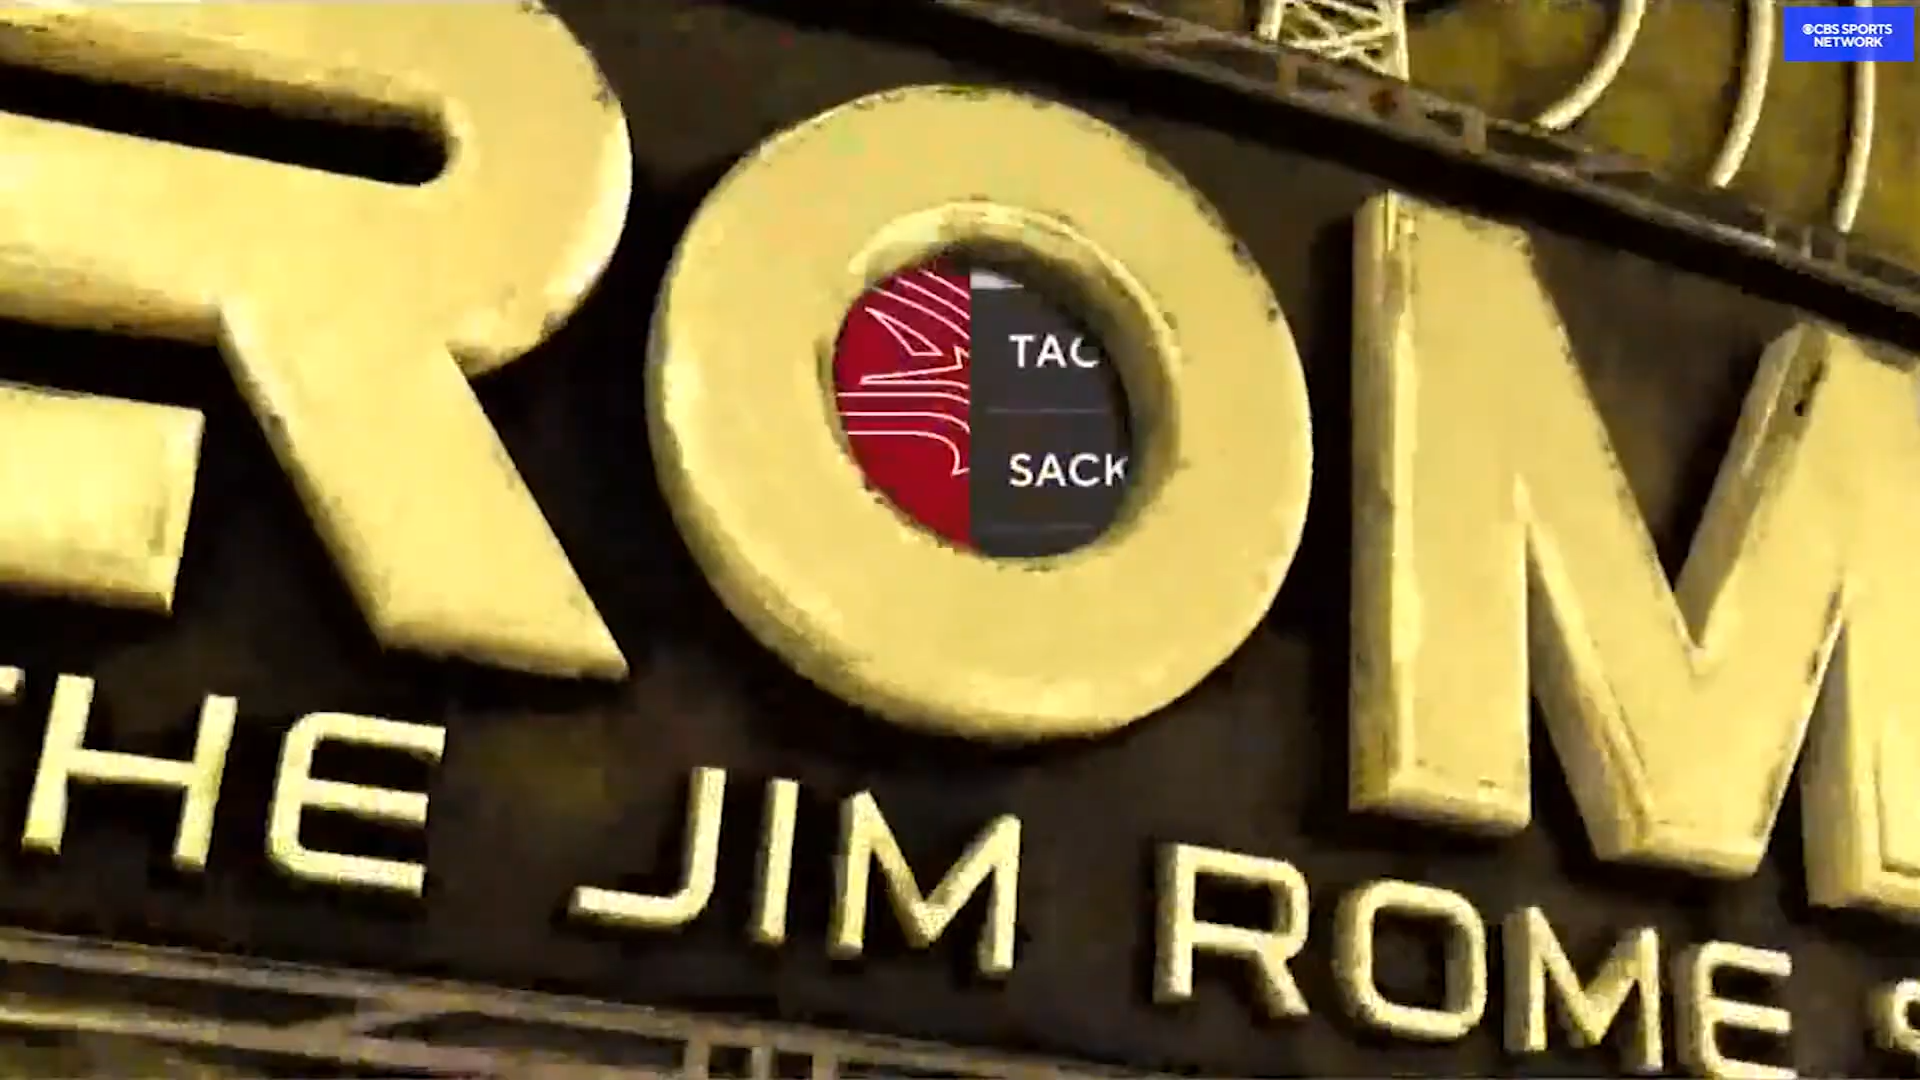 CBS SPORTS
NETWORK
ROM
TAC
SACK
THE JIM ROME S